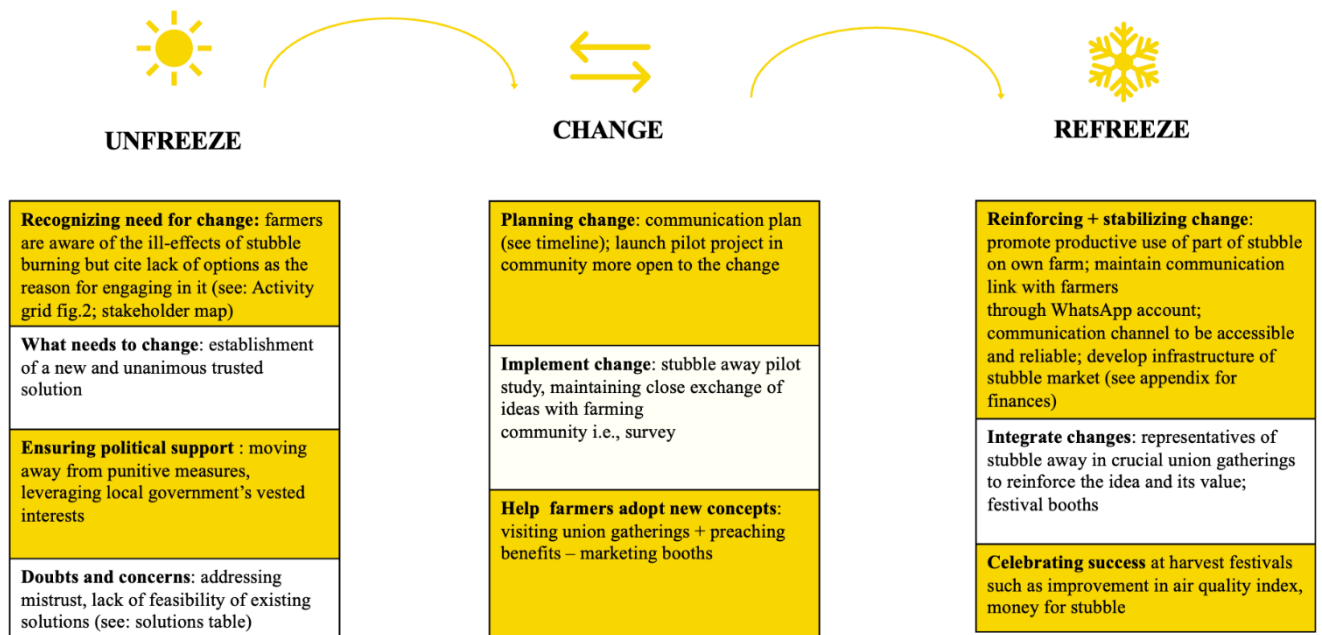 UNFREEZE
CHANGE
REFREEZE
Recognizing need for change: farmers
are aware of the ill-effects of stubble
burning but cite lack of options as the
reason for engaging in it (see: Activity
grid fig.2; stakeholder map)
What needs to change: establishment
of a new and unanimous trusted
solution
Ensuring political support : moving
away from punitive measures,
leveraging local government’s vested
interests
Doubts and concerns: addressing
mistrust, lack of feasibility of existing
solutions (see: solutions table)
Planning change: communication plan
(see timeline); launch pilot project in
community more open to the change
Implement change: stubble away pilot
study, maintaining close exchange of
ideas with farming
community i.e., survey
Help farmers adopt new concepts:
visiting union gatherings + preaching
benefits – marketing booths
Reinforcing + stabilizing change:
promote productive use of part of stubble
on own farm; maintain communication
link with farmers
through WhatsApp account;
communication channel to be accessible
and reliable; develop infrastructure of
stubble market (see appendix for
finances)
Integrate changes: representatives of
stubble away in crucial union gatherings
to reinforce the idea and its value;
festival booths
Celebrating success at harvest festivals
such as improvement in air quality index,
money for stubble